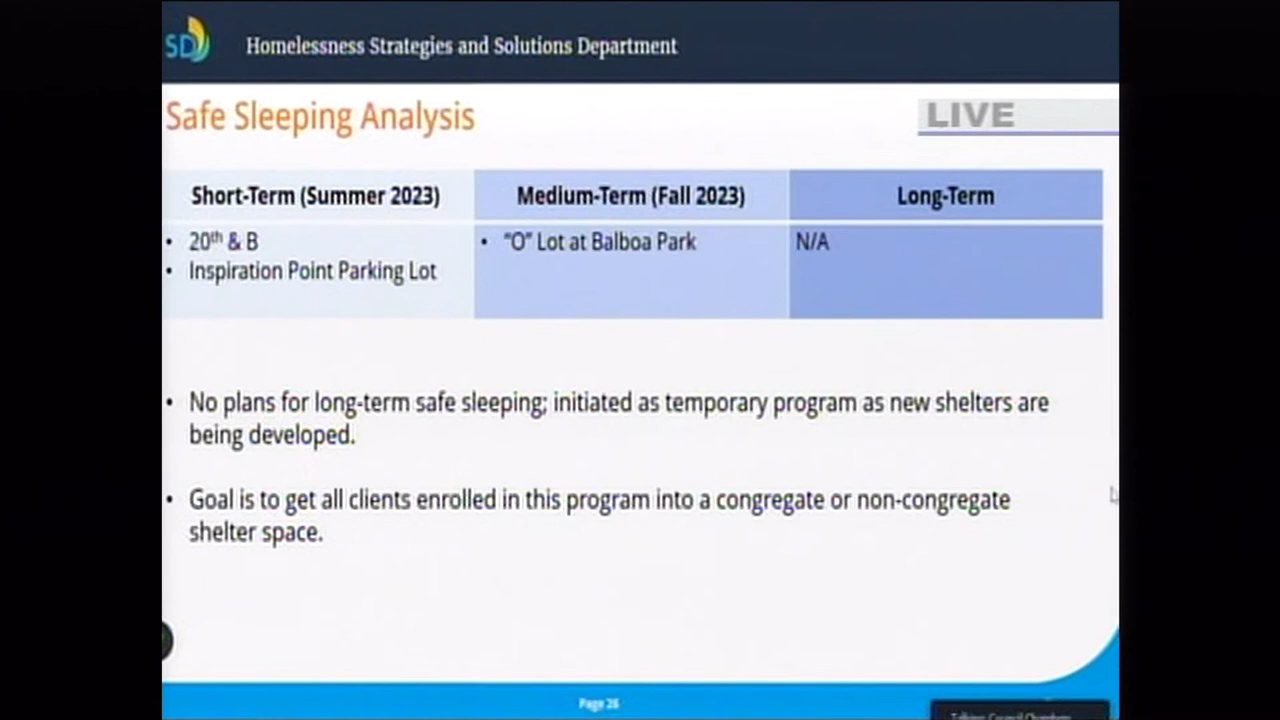 SD
Homelessness Strategies and Solutions Department
Safe Sleeping Analysis
LIVE
Short-Term (Summer 2023)
Medium-Term (Fall 2023)
Long-Term
• 20th & B
• Inspiration Point Parking Lot
• "O" Lot at Balboa Park
N/A
• No plans for long-term safe sleeping; initiated as temporary program as new shelters are
being developed.
• Goal is to get all clients enrolled in this program into a congregate or non-congregate
shelter space.
Page 26